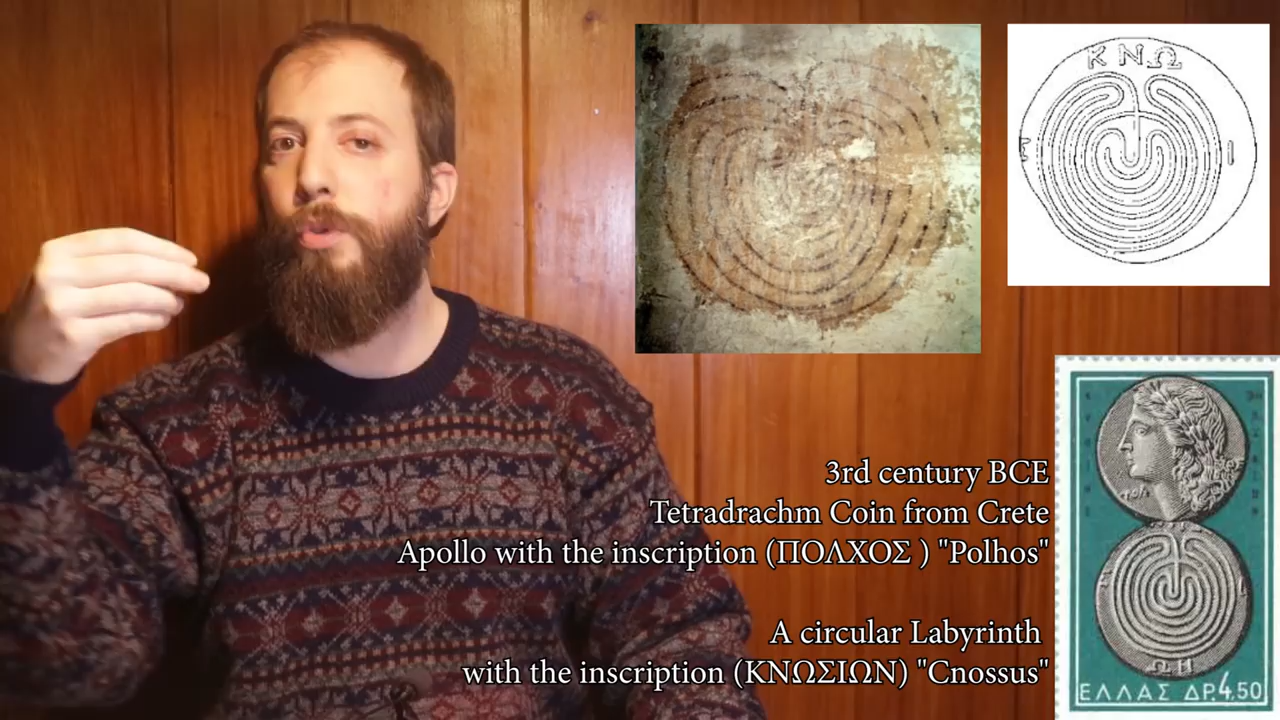 ΚΝΩ
3rd century BCE
Tetradrachm Coin from Crete
Apollo with the inscription (ΠΟΛΧΟΣ ) "Polhos"
A circular Labyrinth
with the inscription (ΚΝΩΣΙΩΝ) "Cnossus"
ΕΛΛΑΣ ΔΡ. 4,50